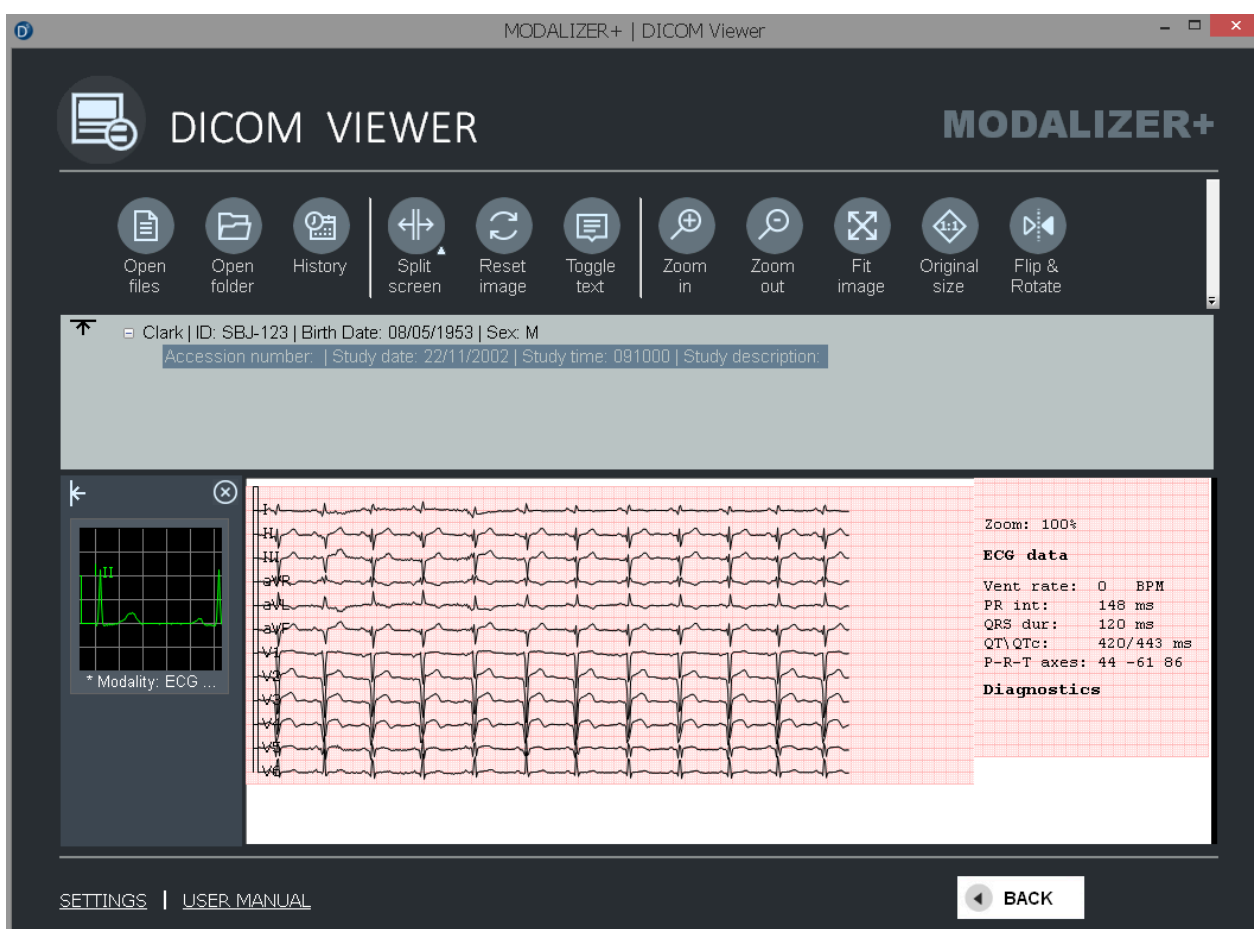 MODALIZER+ | DICOM Viewer
DICOM VIEWER
MODALIZER+
Open files
Open folder
History
Split screen
Reset image
Toggle text
Zoom in
Zoom out
Fit image
1:1
Original size
Flip & Rotate
Clark | ID: SBJ-123 | Birth Date: 08/05/1953 | Sex: M
Accession number: | Study date: 22/11/2002 | Study time: 091000 | Study description:
II
* Modality: ECG ...
I
II
III
aVR
aVL
aVF
V1
V2
V3
V4
V5
V6
Zoom: 100%
ECG data
Vent rate: 0 BPM
PR int: 148 ms
QRS dur: 120 ms
QT\QTc: 420/443 ms
P-R-T axes: 44 -61 86
Diagnostics
SETTINGS | USER MANUAL
BACK